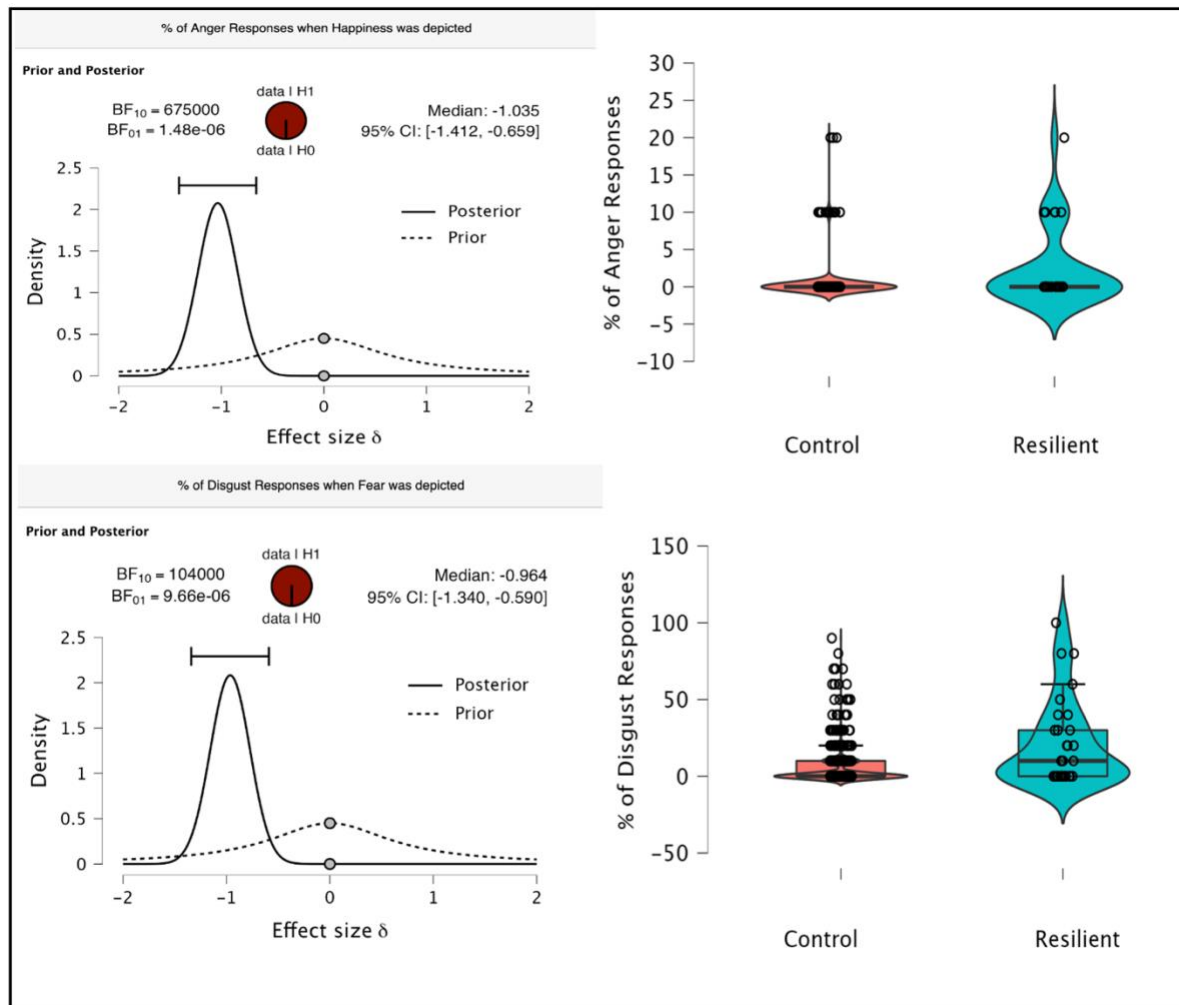 % of Anger Responses when Happiness was depicted
Prior and Posterior
BF10 = 675000
BF01 = 1.48e-06
data | H1
data | H0
Median: -1.035
95% CI: [-1.412, -0.659]
2.5
2
1.5
1
0.5
0
Density
Posterior
Prior
-2 -1 0 1 2
Effect size δ
% of Anger Responses
30
25
20
15
10
5
0
−5
−10
Control Resilient
% of Disgust Responses when Fear was depicted
Prior and Posterior
BF10 = 104000
BF01 = 9.66e-06
data | H1
data | H0
Median: -0.964
95% CI: [-1.340, -0.590]
2.5
2
1.5
1
0.5
0
Density
Posterior
Prior
−2 −1 0 1 2
Effect size δ
% of Disgust Responses
150
100
50
0
−50
Control Resilient